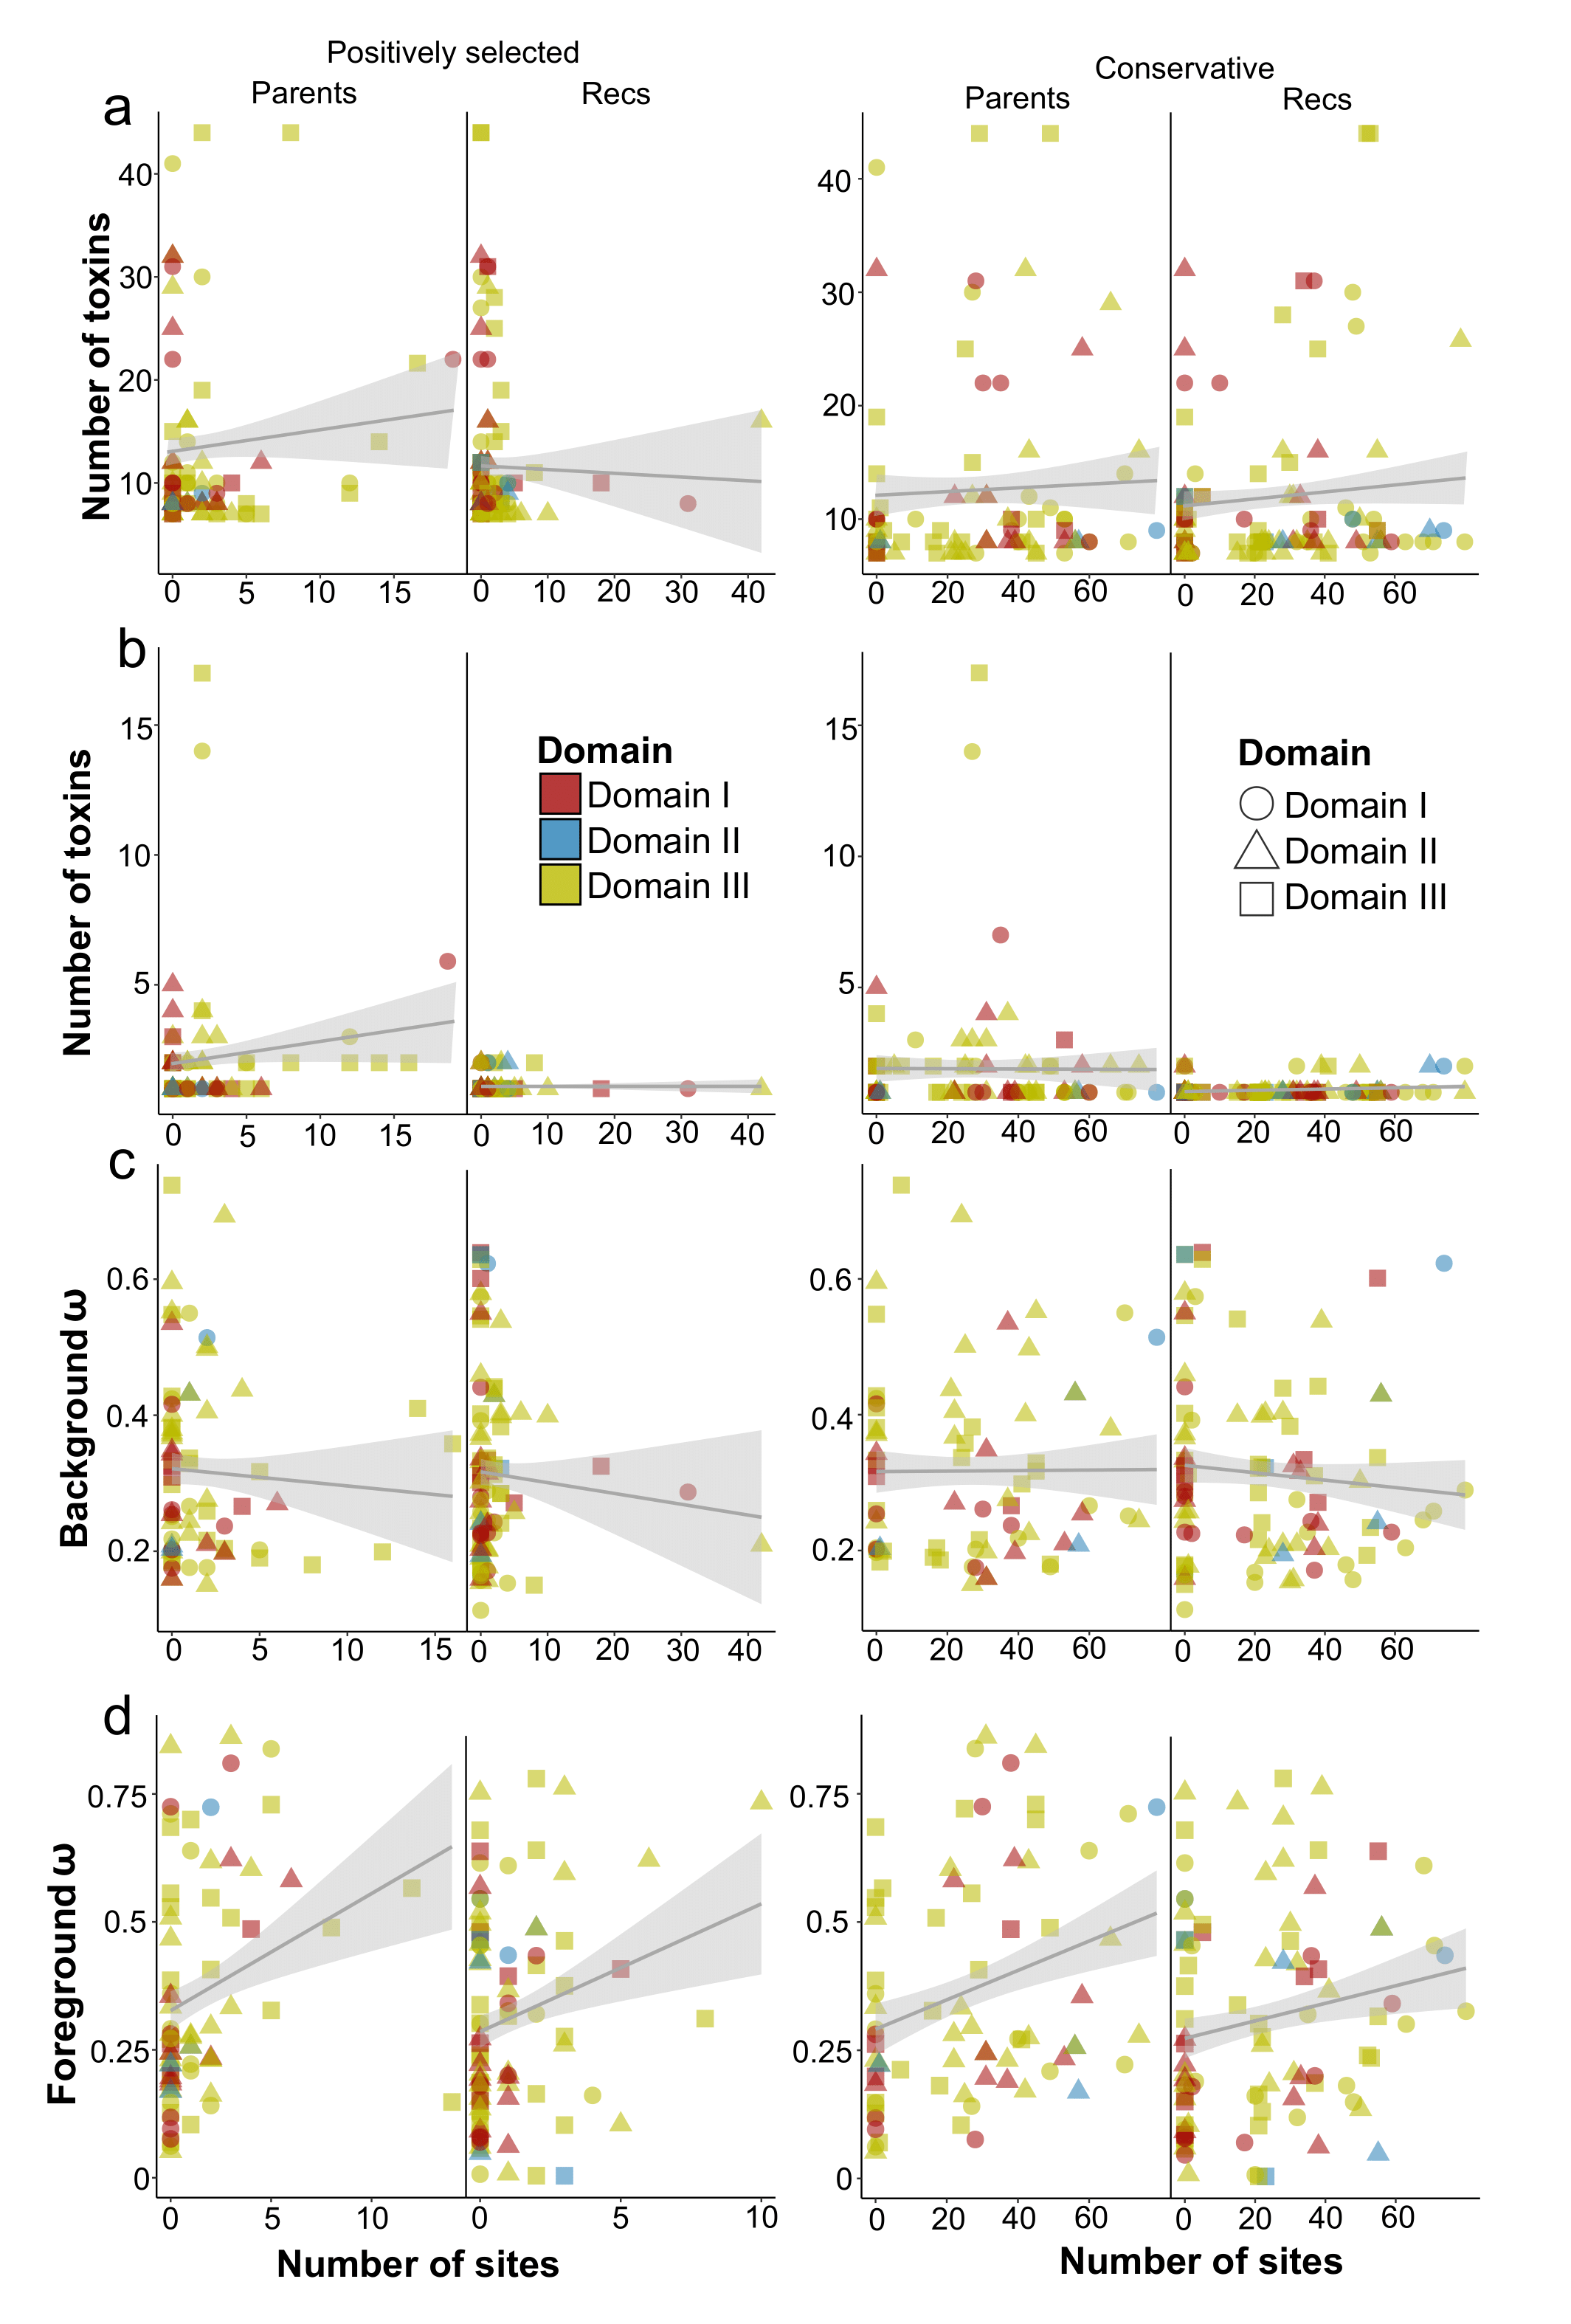 Positively selected
Conservative
Parents Recs Parents Recs
a
Number of toxins
40
30
20
10
0 5 10 15 0 10 20 30 40
40
30
20
10
0 20 40 60 0 20 40 60
b
Number of toxins
15
10
5
0 5 10 15 0 10 20 30 40
Domain
Domain I
Domain II
Domain III
15
10
5
0 20 40 60 0 20 40 60
Domain
Domain I
Domain II
Domain III
c
Background ω
0.6
0.4
0.2
0 5 10 15 0 10 20 30 40
0.6
0.4
0.2
0 20 40 60 0 20 40 60
d
Foreground ω
0.75
0.5
0.25
0
0 5 10 0 5 10
0.75
0.5
0.25
0
0 20 40 60 0 20 40 60
Number of sites
Number of sites